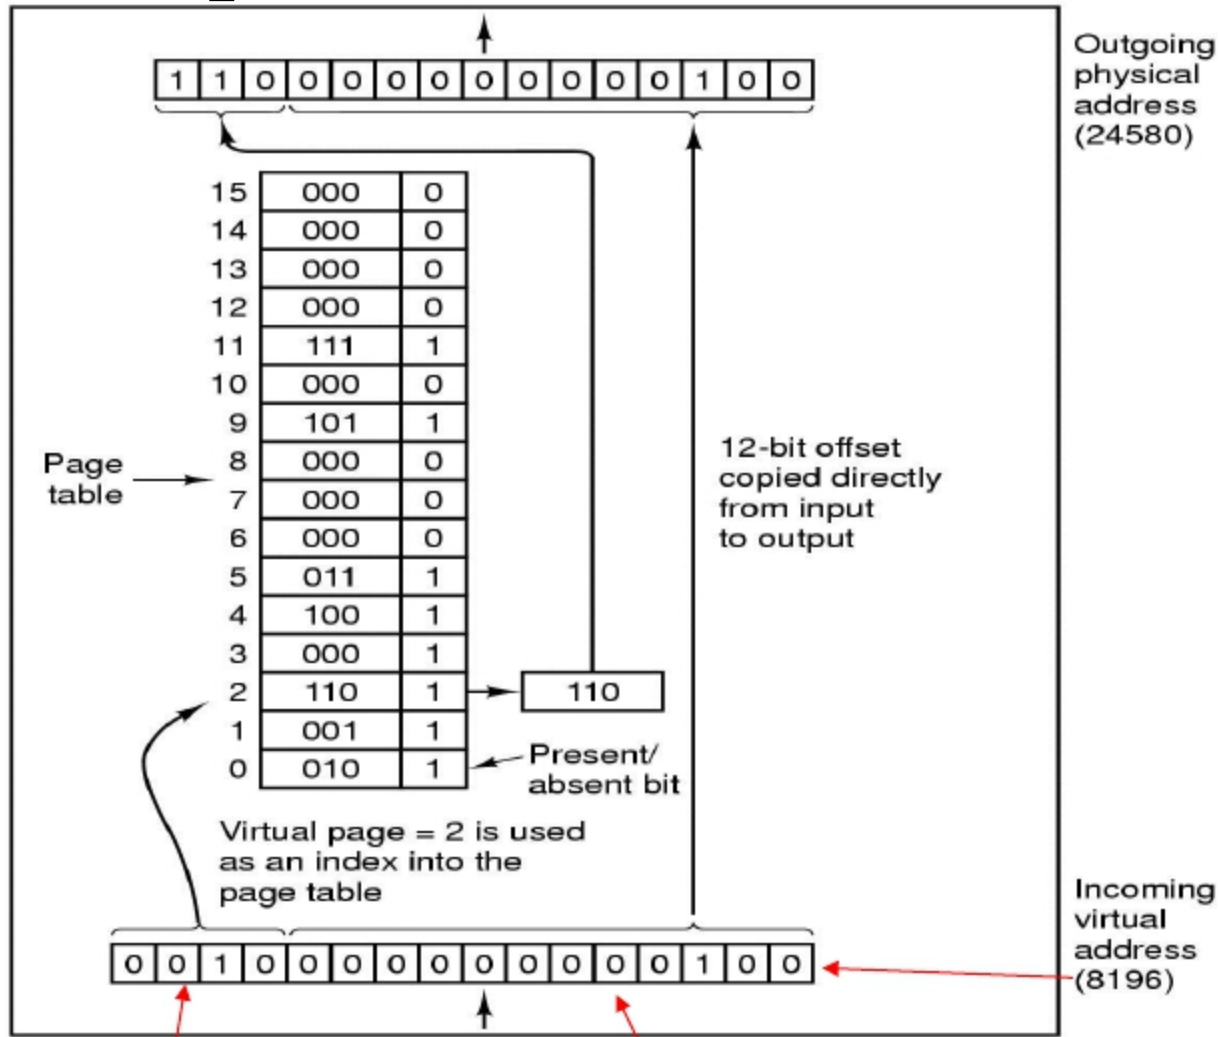 Outgoing
physical
address
(24580)
1 1 0 0 0 0 0 0 0 0 0 0 1 0 0
15 000 0
14 000 0
13 000 0
12 000 0
11 111 1
10 000 0
9 101 1
8 000 0
7 000 0
6 000 0
5 011 1
4 100 1
3 000 1
2 110 1
1 001 1
0 010 1
Page
table
110
12-bit offset
copied directly
from input
to output
Present/
absent bit
Virtual page = 2 is used
as an index into the
page table
0 0 1 0 0 0 0 0 0 0 0 0 0 1 0 0
Incoming
virtual
address
(8196)